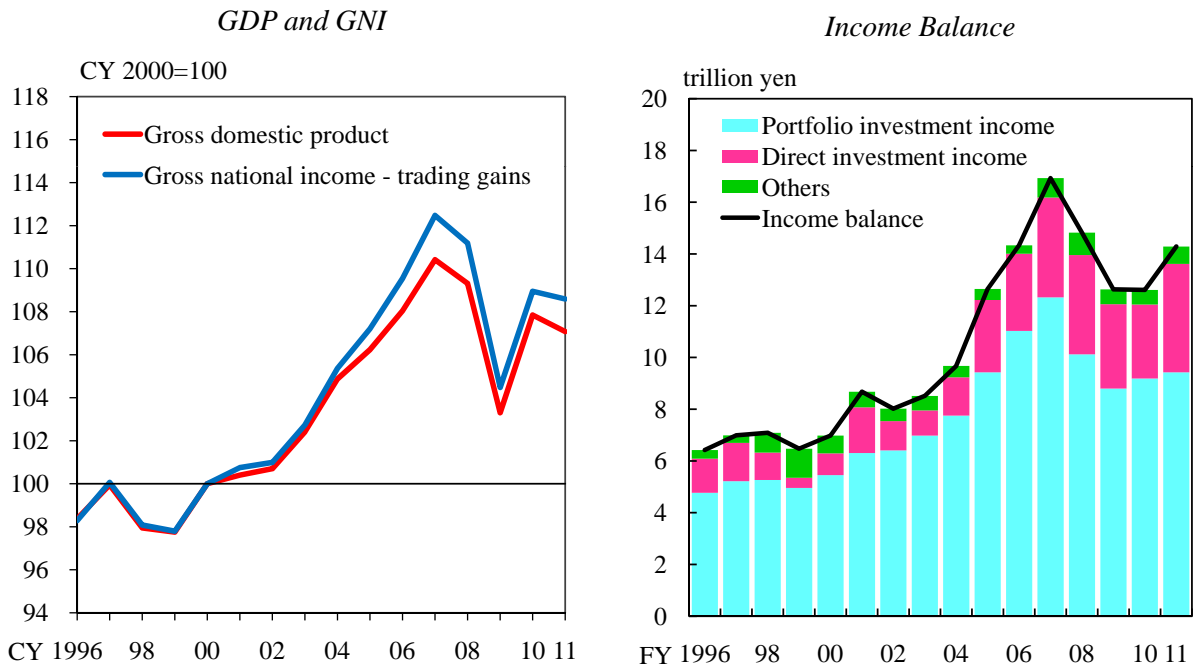 GDP and GNI
CY 2000=100
118
116
114
112
110
108
106
104
102
100
98
96
94
Gross domestic product
Gross national income - trading gains
CY 1996 98 00 02 04 06 08 10 11
Income Balance
trillion yen
20
18
16
14
12
10
8
6
4
2
0
Portfolio investment income
Direct investment income
Others
Income balance
FY 1996 98 00 02 04 06 08 10 11